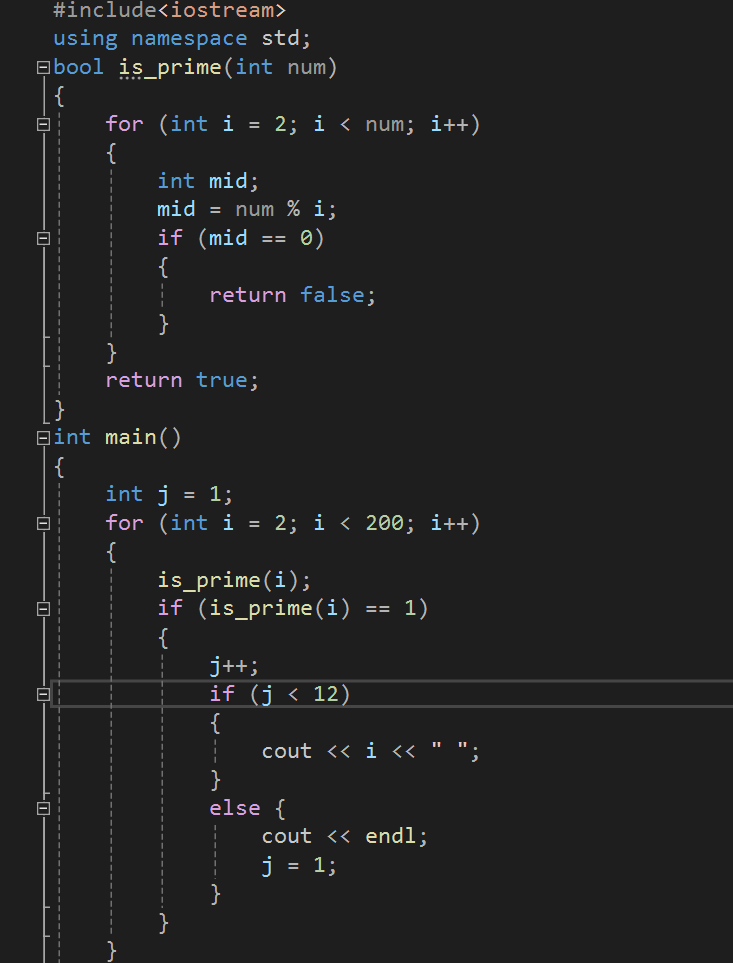 #include<iostream>
using namespace std;
bool is_prime(int num)
{
    for (int i = 2; i < num; i++)
    {
        int mid;
        mid = num % i;
        if (mid == 0)
        {
            return false;
        }
    }
    return true;
}
int main()
{
    int j = 1;
    for (int i = 2; i < 200; i++)
    {
        is_prime(i);
        if (is_prime(i) == 1)
        {
            j++;
            if (j < 12)
            {
                cout << i << " ";
            }
            else {
                cout << endl;
                j = 1;
            }
        }
    }